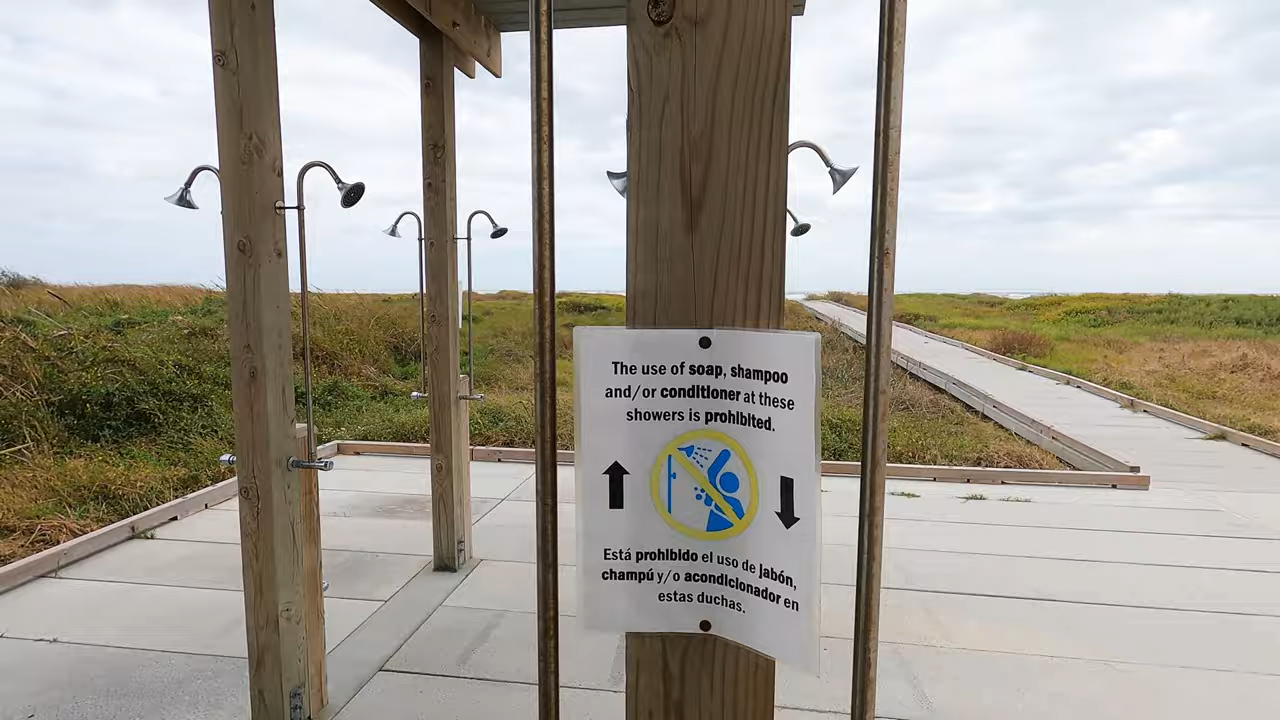 The use of soap, shampoo
and/or conditioner at these
showers is prohibited.
Está prohibido el uso de jabón,
champú y/o acondicionador en
estas duchas.